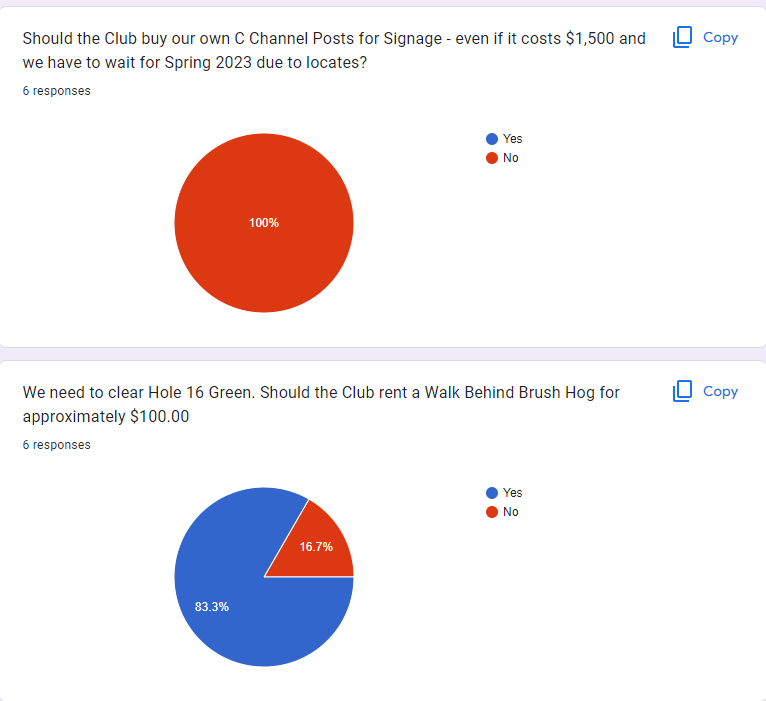 Should the Club buy our own C Channel Posts for Signage - even if it costs $1,500 and
we have to wait for Spring 2023 due to locates?
Copy
6 responses
Yes
No
100%
We need to clear Hole 16 Green. Should the Club rent a Walk Behind Brush Hog for
approximately $100.00
Copy
6 responses
Yes
No
16.7%
83.3%